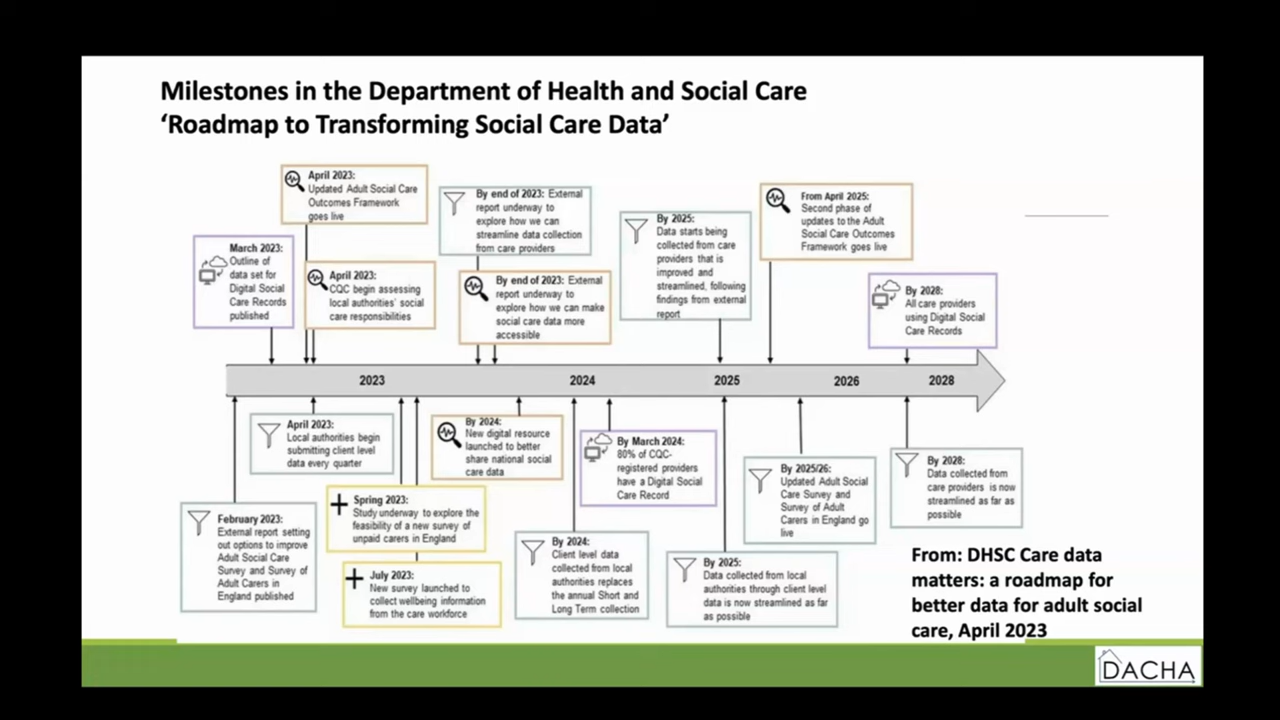 Milestones in the Department of Health and Social Care
‘Roadmap to Transforming Social Care Data’
April 2023:
Updated Adult Social Care
Outcomes Framework
goes live
By end of 2023: External
report underway to
explore how we can
streamline data collection
from care providers
From April 2025:
Second phase of
updates to the Adult
Social Care Outcomes
Framework goes live
By 2025:
Data starts being
collected from care
providers that is
improved and
streamlined, following
findings from external
report
March 2023:
Outline of
data set for
Digital Social
Care Records
published
April 2023:
CQC begin assessing
local authorities’ social
care responsibilities
By end of 2023: External
report underway to
explore how we can make
social care data more
accessible
By 2028:
All care providers
using Digital Social
Care Records
2023
2024
2025
2026
2028
April 2023:
Local authorities begin
submitting client level
data every quarter
By 2024:
New digital resource
launched to better
share national social
care data
By March 2024:
80% of CQC-
registered providers
have a Digital Social
Care Record
By 2025/26:
Updated Adult Social
Care Survey and
Survey of Adult
Carers in England go
live
By 2028:
Data collected from
care providers is now
streamlined as far as
possible
February 2023:
External report setting
out options to improve
Adult Social Care
Survey and Survey of
Adult Carers in
England published
Spring 2023:
Study underway to explore the
feasibility of a new survey of
unpaid carers in England
July 2023:
New survey launched to
collect wellbeing information
from the care workforce
By 2024:
Client level data
collected from local
authorities replaces
the annual Short and
Long Term collection
By 2025:
Data collected from local
authorities through client level
data is now streamlined as far
as possible
From: DHSC Care data
matters: a roadmap for
better data for adult social
care, April 2023
DACHA